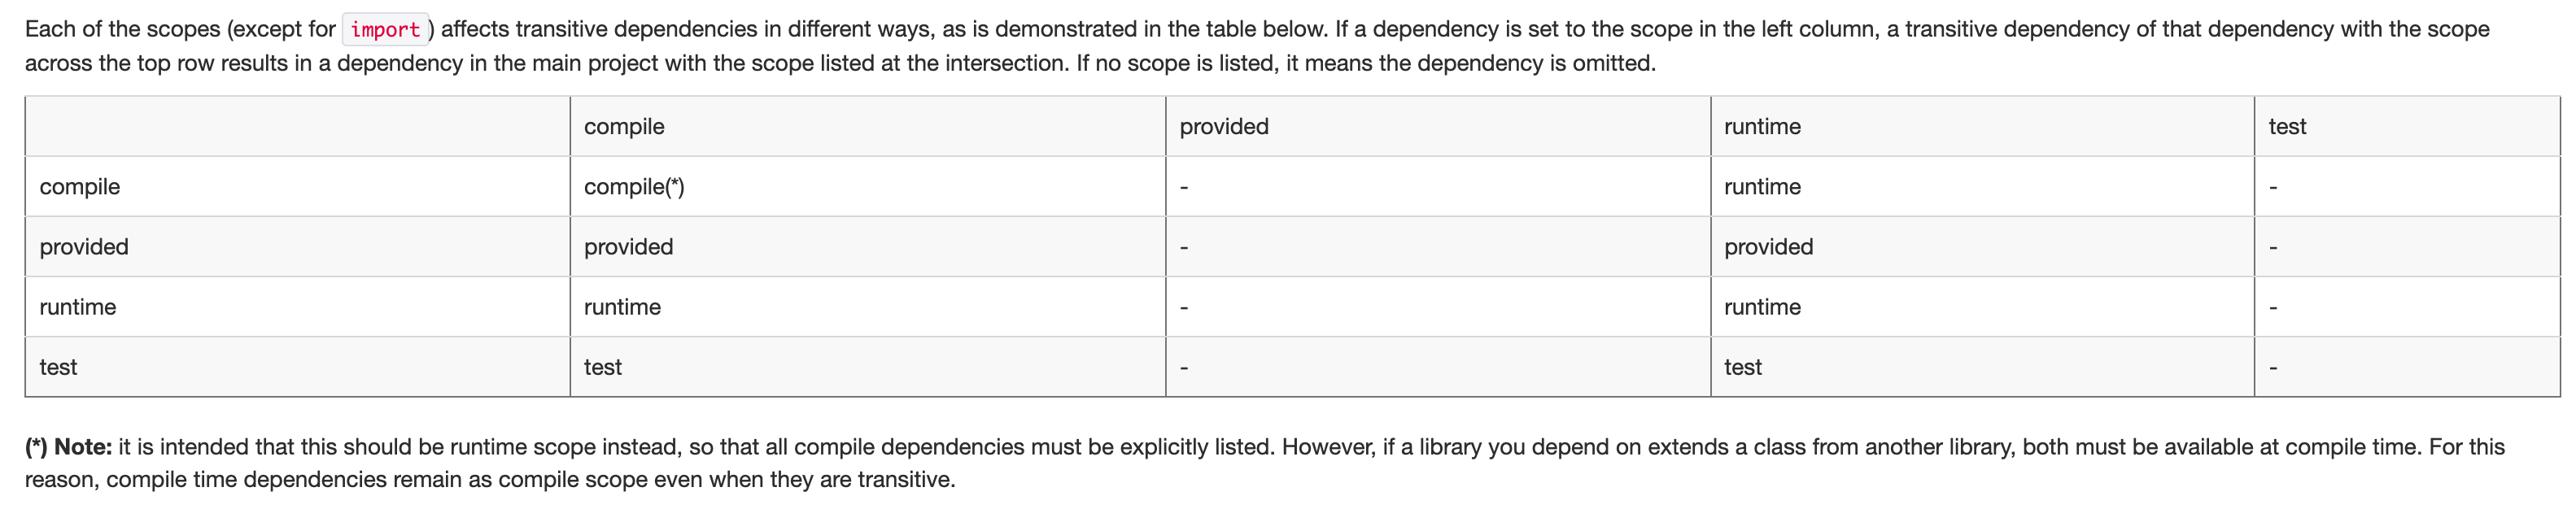 Each of the scopes (except for import) affects transitive dependencies in different ways, as is demonstrated in the table below. If a dependency is set to the scope in the left column, a transitive dependency of that dependency with the scope
across the top row results in a dependency in the main project with the scope listed at the intersection. If no scope is listed, it means the dependency is omitted.
compile provided runtime test
compile compile(*) - runtime -
provided provided - provided -
runtime runtime - runtime -
test test - test -
(*) Note: it is intended that this should be runtime scope instead, so that all compile dependencies must be explicitly listed. However, if a library you depend on extends a class from another library, both must be available at compile time. For this
reason, compile time dependencies remain as compile scope even when they are transitive.